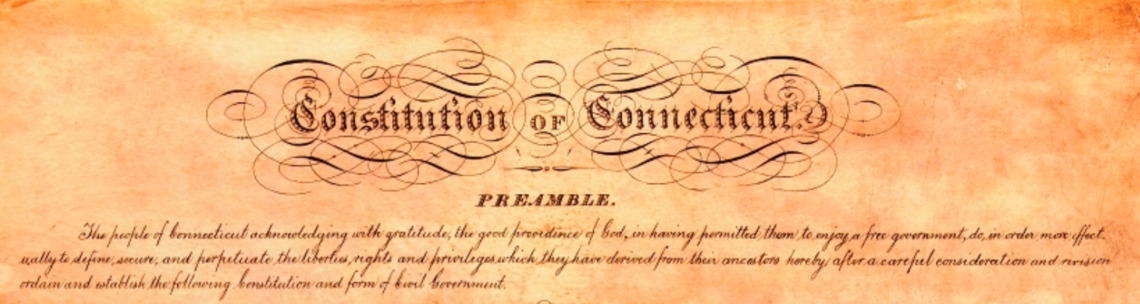 Constitution OF Connecticut.
PREAMBLE.
The people of Connecticut acknowledging with gratitude, the good providence of God, in having permitted them to enjoy a free government, do, in order more effect-
ually to define, secure, and perpetuate the liberties, rights and privileges which they have derived from their ancestors hereby, after a careful consideration and revision
ordain and establish the following Constitution and form of Civil Government.